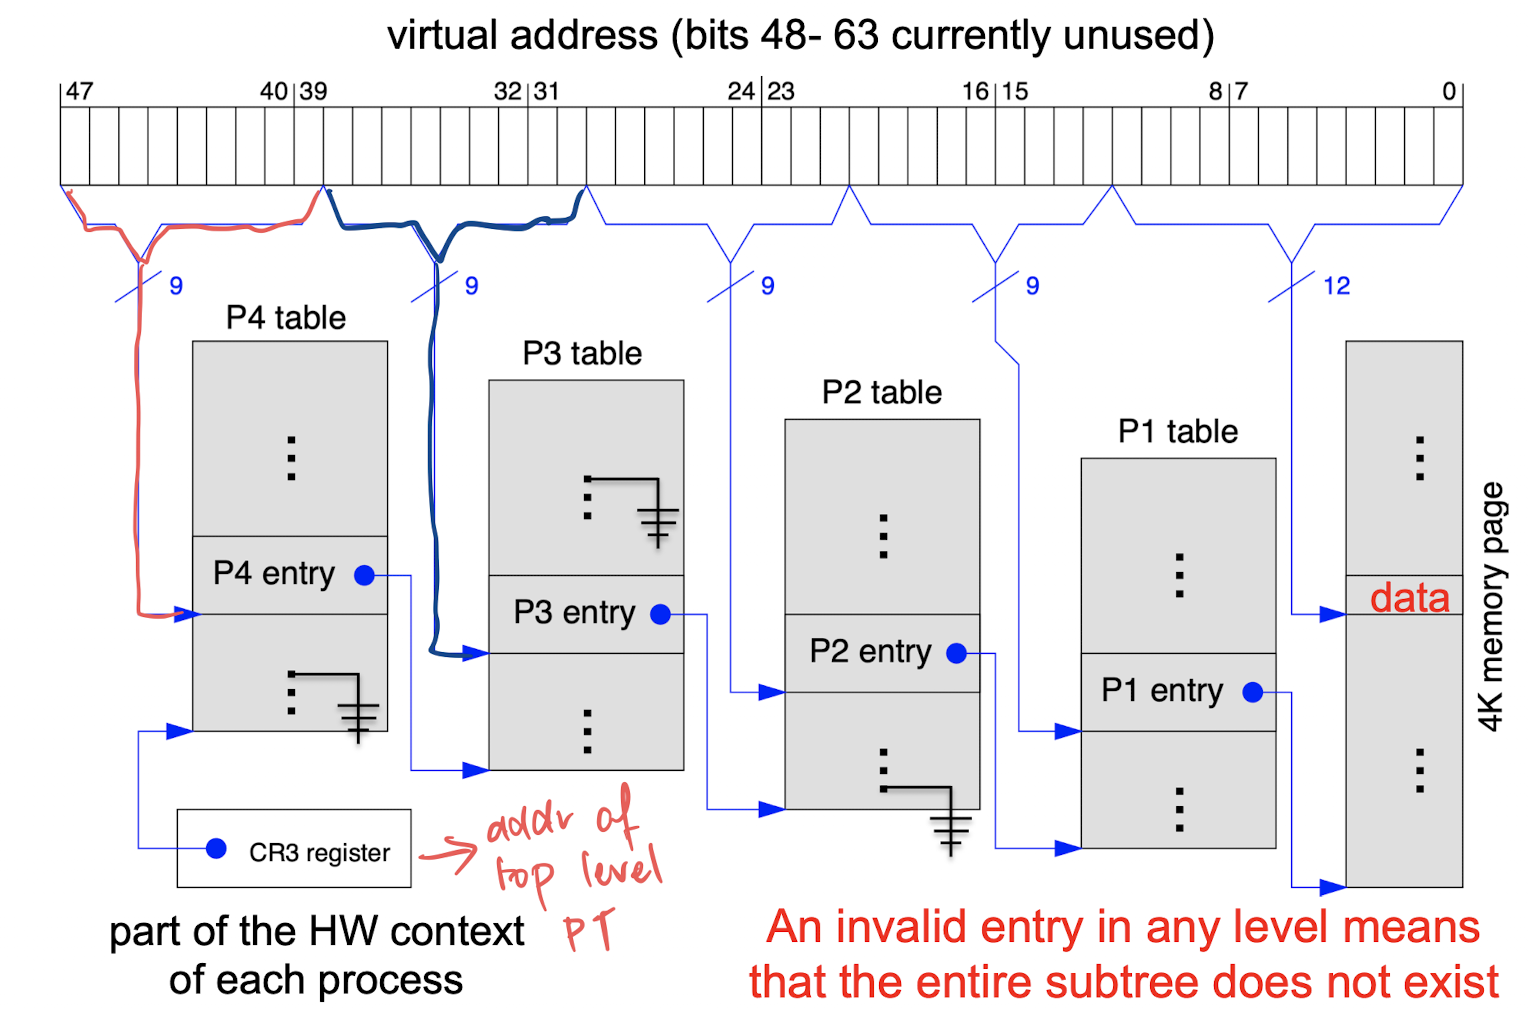 virtual address (bits 48- 63 currently unused)
47 40 39 32 31 24 23 16 15 8 7 0
9 9 9 9 12
P4 table
P3 table
P2 table
P1 table
P4 entry
P3 entry
P2 entry
P1 entry
data
4K memory page
CR3 register
addr of
top level
PT
part of the HW context
of each process
An invalid entry in any level means
that the entire subtree does not exist